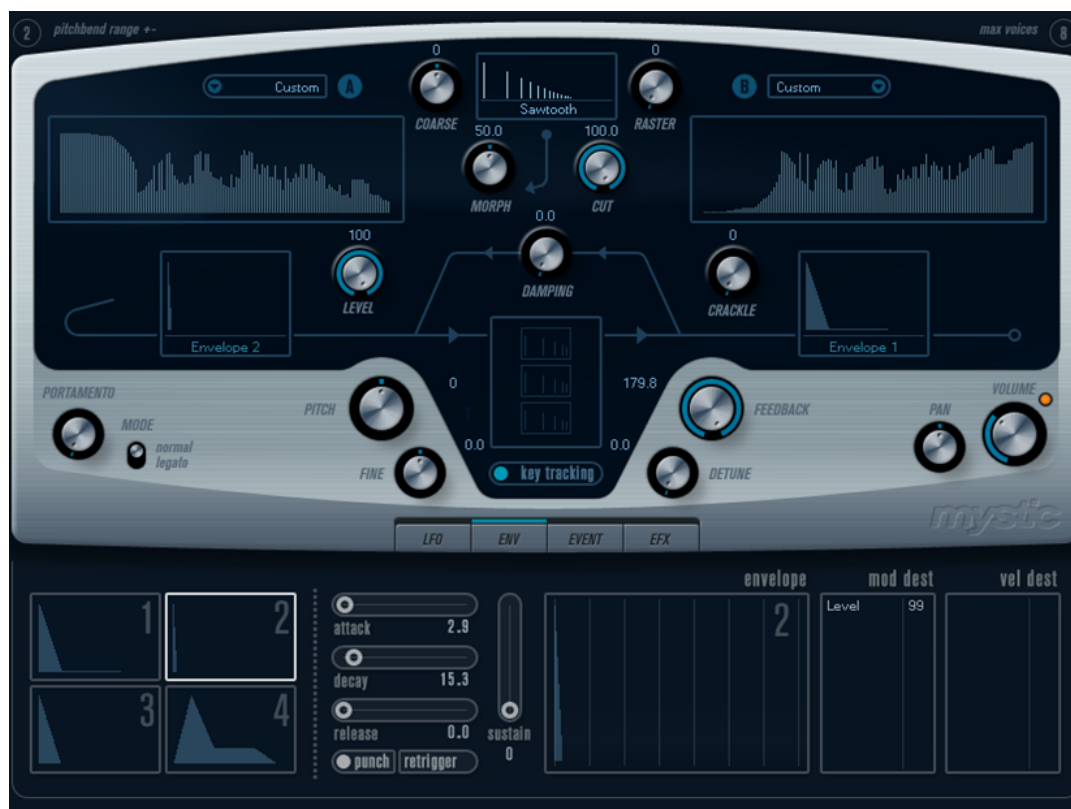 2 pitchbend range +- max voices 8
0 0
Custom A B Custom
Sawtooth
COARSE RASTER
50.0 100.0
MORPH CUT
0.0
100 0
DAMPING
LEVEL CRACKLE
Envelope 2 Envelope 1
PORTAMENTO 0 179.8 VOLUME
PITCH FEEDBACK PAN
MODE
normal
legato
0.0 0.0
FINE key tracking DETUNE
mystic
LFO ENV EVENT EFX
envelope mod dest vel dest
1 2 2 Level 99
attack 2.9
decay 15.3
3 4
release 0.0 sustain
0
punch retrigger